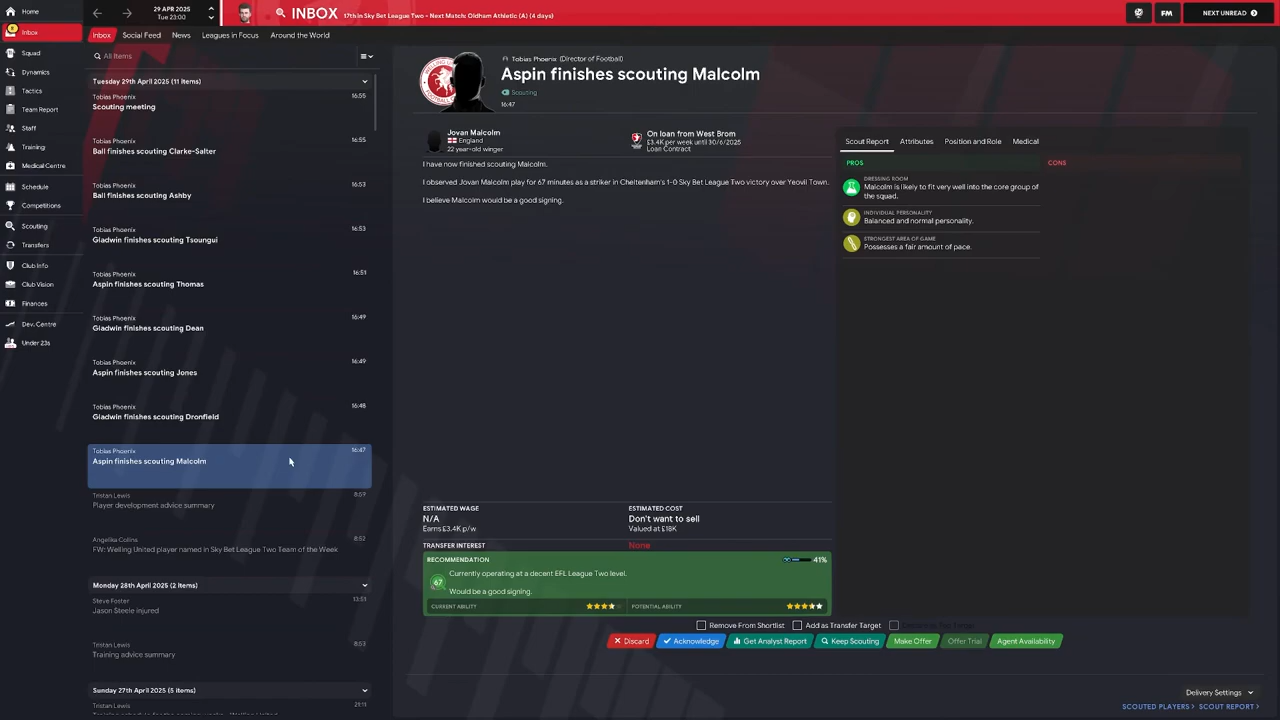 29 APR 2025
Tue 23:00
INBOX
17th in Sky Bet League Two - Next Match: Oldham Athletic (A) (4 days)
FM
NEXT UNREAD
Home
Inbox
Squad
Dynamics
Tactics
Team Report
Staff
Training
Medical Centre
Schedule
Competitions
Scouting
Transfers
Club Info
Club Vision
Finances
Dev. Centre
Under 23s
Inbox
Social Feed
News
Leagues in Focus
Around the World
All Items
Tuesday 29th April 2025 (11 items)
Tobias Phoenix
16:55
Scouting meeting
Tobias Phoenix
16:55
Ball finishes scouting Clarke-Salter
Tobias Phoenix
16:53
Ball finishes scouting Ashby
Tobias Phoenix
16:53
Gladwin finishes scouting Tsoungui
Tobias Phoenix
16:51
Aspin finishes scouting Thomas
Tobias Phoenix
16:49
Gladwin finishes scouting Dean
Tobias Phoenix
16:49
Aspin finishes scouting Jones
Tobias Phoenix
16:48
Gladwin finishes scouting Dronfield
Tobias Phoenix
16:47
Aspin finishes scouting Malcolm
Tristan Lewis
8:59
Player development advice summary
Angelika Collins
8:52
FW: Welling United player named in Sky Bet League Two Team of the Week
Monday 28th April 2025 (2 items)
Steve Foster
13:51
Jason Steele injured
Tristan Lewis
8:53
Training advice summary
Sunday 27th April 2025 (5 items)
Tristan Lewis
21:11
Tobias Phoenix (Director of Football)
Aspin finishes scouting Malcolm
Scouting
16:47
Jovan Malcolm
England
22 year-old winger
On loan from West Brom
£3.4K per week until 30/6/2025
Loan Contract
I have now finished scouting Malcolm.
I observed Jovan Malcolm play for 67 minutes as a striker in Cheltenham's 1-0 Sky Bet League Two victory over Yeovil Town.
I believe Malcolm would be a good signing.
Scout Report
Attributes
Position and Role
Medical
PROS
CONS
DRESSING ROOM
Malcolm is likely to fit very well into the core group of
the squad.
INDIVIDUAL PERSONALITY
Balanced and normal personality.
STRONGEST AREA OF GAME
Possesses a fair amount of pace.
ESTIMATED WAGE
N/A
Earns £3.4K p/w
ESTIMATED COST
Don't want to sell
Valued at £18K
TRANSFER INTEREST
None
RECOMMENDATION
41%
67
Currently operating at a decent EFL League Two level.
Would be a good signing.
CURRENT ABILITY
POTENTIAL ABILITY
Remove From Shortlist
Add as Transfer Target
Discard
Acknowledge
Get Analyst Report
Keep Scouting
Make Offer
Offer Trial
Agent Availability
Delivery Settings
SCOUTED PLAYERS >
SCOUT REPORT >